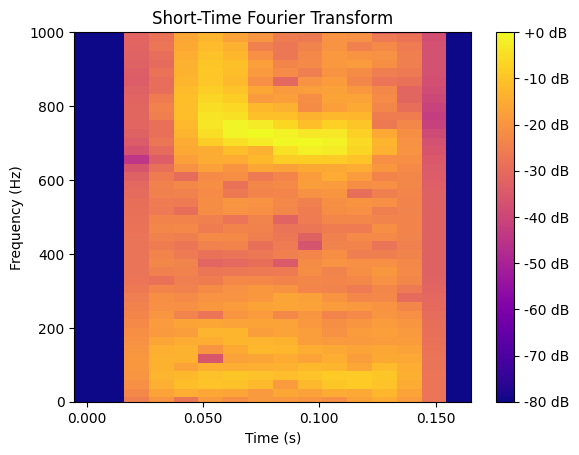 Short-Time Fourier Transform
1000
800
600
400
200
0
Frequency (Hz)
0.000
0.050
0.100
0.150
Time (s)
+0 dB
-10 dB
-20 dB
-30 dB
-40 dB
-50 dB
-60 dB
-70 dB
-80 dB